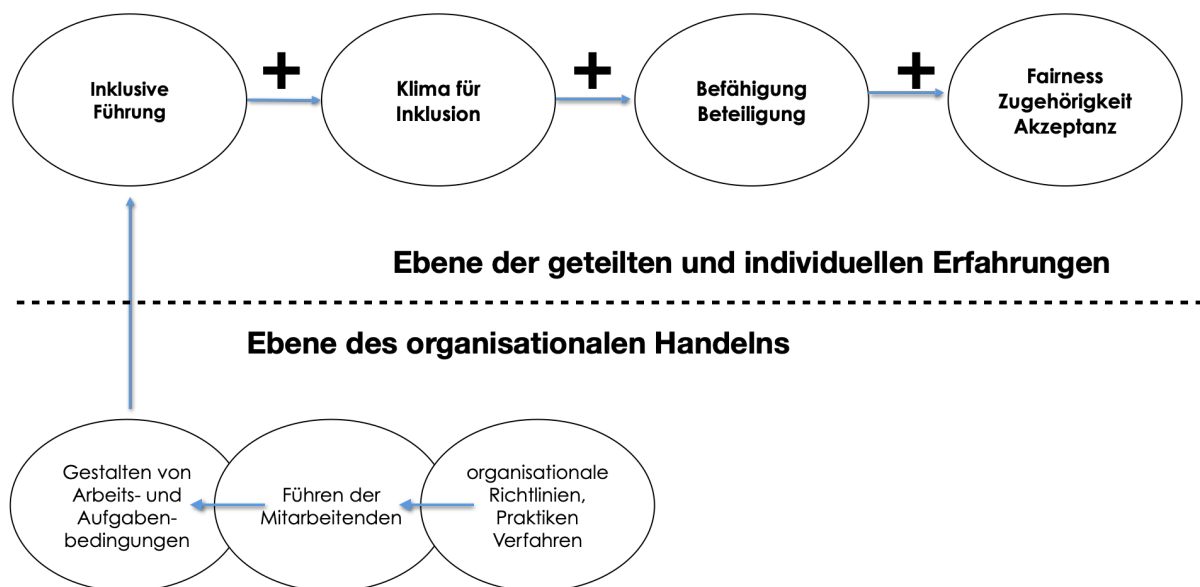 Inklusive
Führung
+
Klima für
Inklusion
+
Befähigung
Beteiligung
+
Fairness
Zugehörigkeit
Akzeptanz
Ebene der geteilten und individuellen Erfahrungen
Ebene des organisationalen Handelns
Gestalten von
Arbeits- und
Aufgaben-
bedingungen
Führen der
Mitarbeitenden
organisationale
Richtlinien,
Praktiken
Verfahren